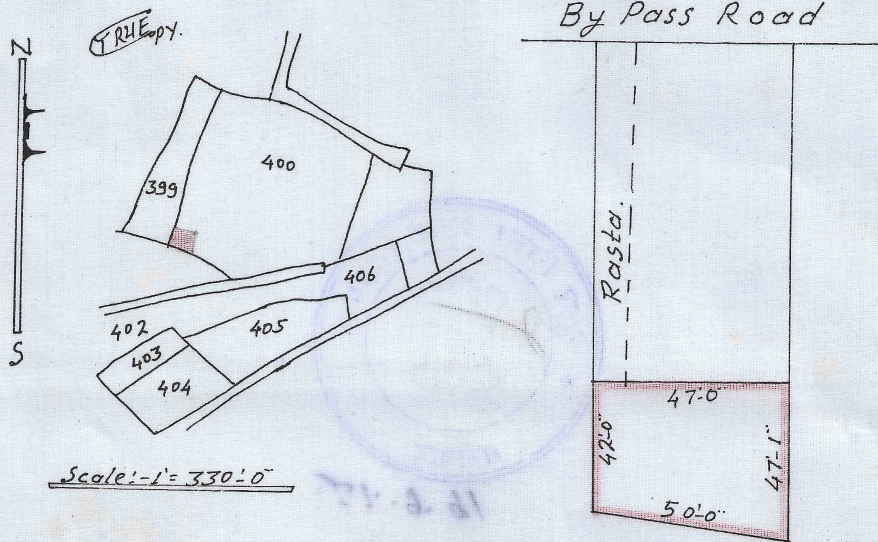 TRUE Copy.
N
S
399
400
402
403
404
405
406
Scale:-1"= 330'-0"
By Pass Road
Rasta.
47'-0"
42'-0"
47'-1"
50'-0"
16.6.15